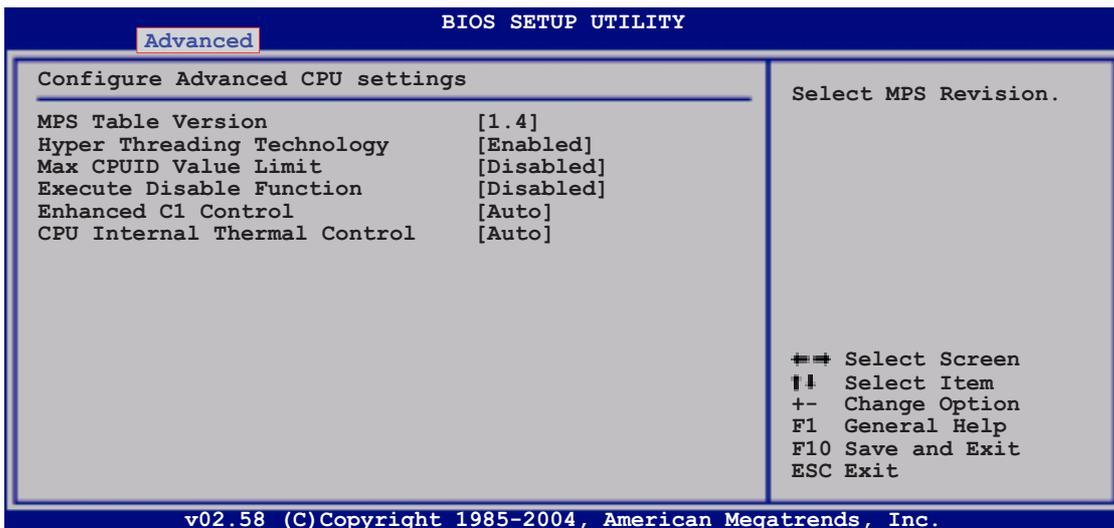 BIOS SETUP UTILITY
Advanced
Configure Advanced CPU settings
MPS Table Version [1.4]
Hyper Threading Technology [Enabled]
Max CPUID Value Limit [Disabled]
Execute Disable Function [Disabled]
Enhanced C1 Control [Auto]
CPU Internal Thermal Control [Auto]
Select MPS Revision.
←→ Select Screen
↑↓ Select Item
+- Change Option
F1 General Help
F10 Save and Exit
ESC Exit
v02.58 (C)Copyright 1985-2004, American Megatrends, Inc.